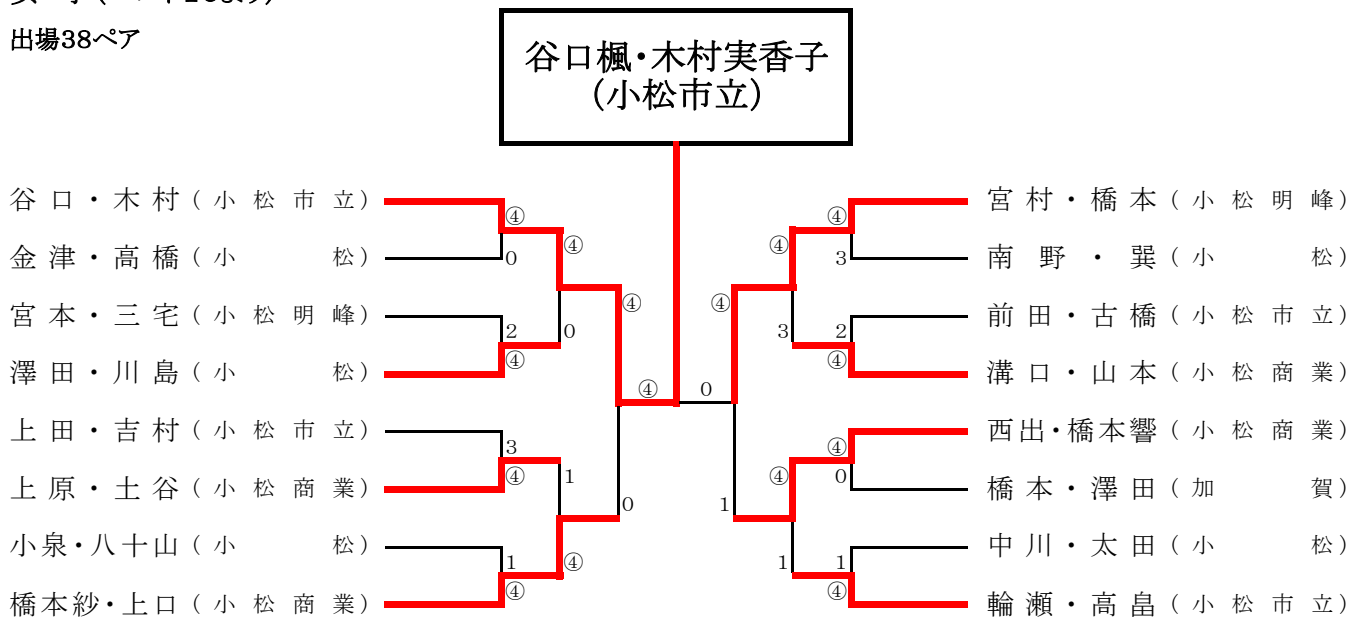 出場38ペア
谷口楓・木村実香子
(小松市立)
谷口・木村(小松市立)
金津・高橋(小松)
宮本・三宅(小松明峰)
澤田・川島(小松)
上田・吉村(小松市立)
上原・土谷(小松商業)
小泉・八十山(小松)
橋本紗・上口(小松商業)
④
0
2
④
3
④
1
④
④
0
1
④
④
0
④
0
④
1
④
3
④
1
④
3
2
④
④
0
1
④
宮村・橋本(小松明峰)
南野・巽(小松)
前田・古橋(小松市立)
溝口・山本(小松商業)
西出・橋本響(小松商業)
橋本・澤田(加賀)
中川・太田(小松)
輪瀬・高畠(小松市立)